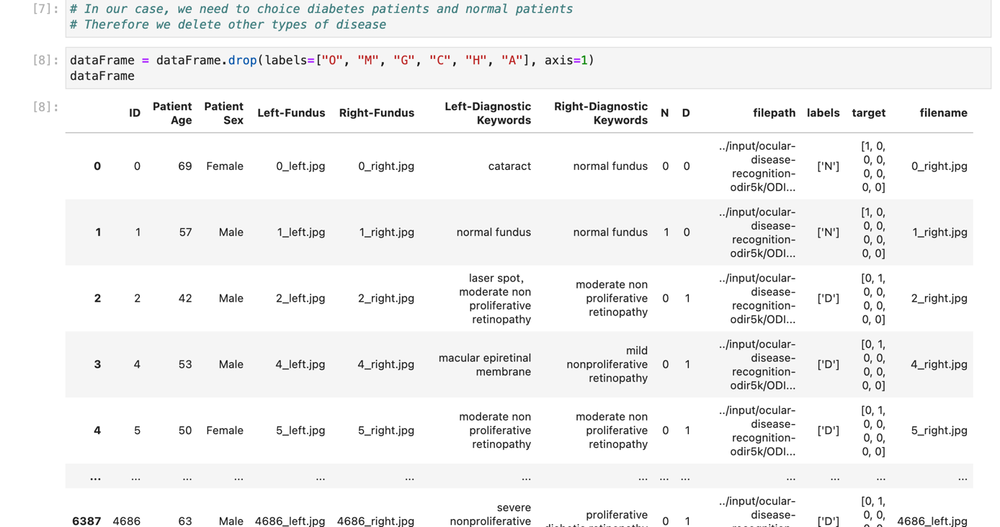 [7]: # In our case, we need to choice diabetes patients and normal patients
# Therefore we delete other types of disease
[8]: dataFrame = dataFrame.drop(labels=["O", "M", "G", "C", "H", "A"], axis=1)
dataFrame
[8]:
ID Patient Age Patient Sex Left-Fundus Right-Fundus Left-Diagnostic Keywords Right-Diagnostic Keywords N D filepath labels target filename
0 0 69 Female 0_left.jpg 0_right.jpg cataract normal fundus 0 0 ../input/ocular-disease-recognition-odir5k/ODI... ['N'] [1, 0, 0, 0, 0, 0, 0, 0] 0_right.jpg
1 1 57 Male 1_left.jpg 1_right.jpg normal fundus normal fundus 1 0 ../input/ocular-disease-recognition-odir5k/ODI... ['N'] [1, 0, 0, 0, 0, 0, 0, 0] 1_right.jpg
2 2 42 Male 2_left.jpg 2_right.jpg laser spot, moderate non proliferative retinopathy moderate non proliferative retinopathy 0 1 ../input/ocular-disease-recognition-odir5k/ODI... ['D'] [0, 1, 0, 0, 0, 0, 0, 0] 2_right.jpg
3 4 53 Male 4_left.jpg 4_right.jpg macular epiretinal membrane mild nonproliferative retinopathy 0 1 ../input/ocular-disease-recognition-odir5k/ODI... ['D'] [0, 1, 0, 0, 0, 0, 0, 0] 4_right.jpg
4 5 50 Female 5_left.jpg 5_right.jpg moderate non proliferative retinopathy moderate non proliferative retinopathy 0 1 ../input/ocular-disease-recognition-odir5k/ODI... ['D'] [0, 1, 0, 0, 0, 0, 0, 0] 5_right.jpg
... ... ... ... ... ... ... ... ... ... ... ... ... ...
6387 4686 63 Male 4686_left.jpg 4686_right.jpg severe nonproliferative proliferative 0 1 ../input/ocular-disease- ['D'] [0, 1, 0, 0, 4686_left.jpg